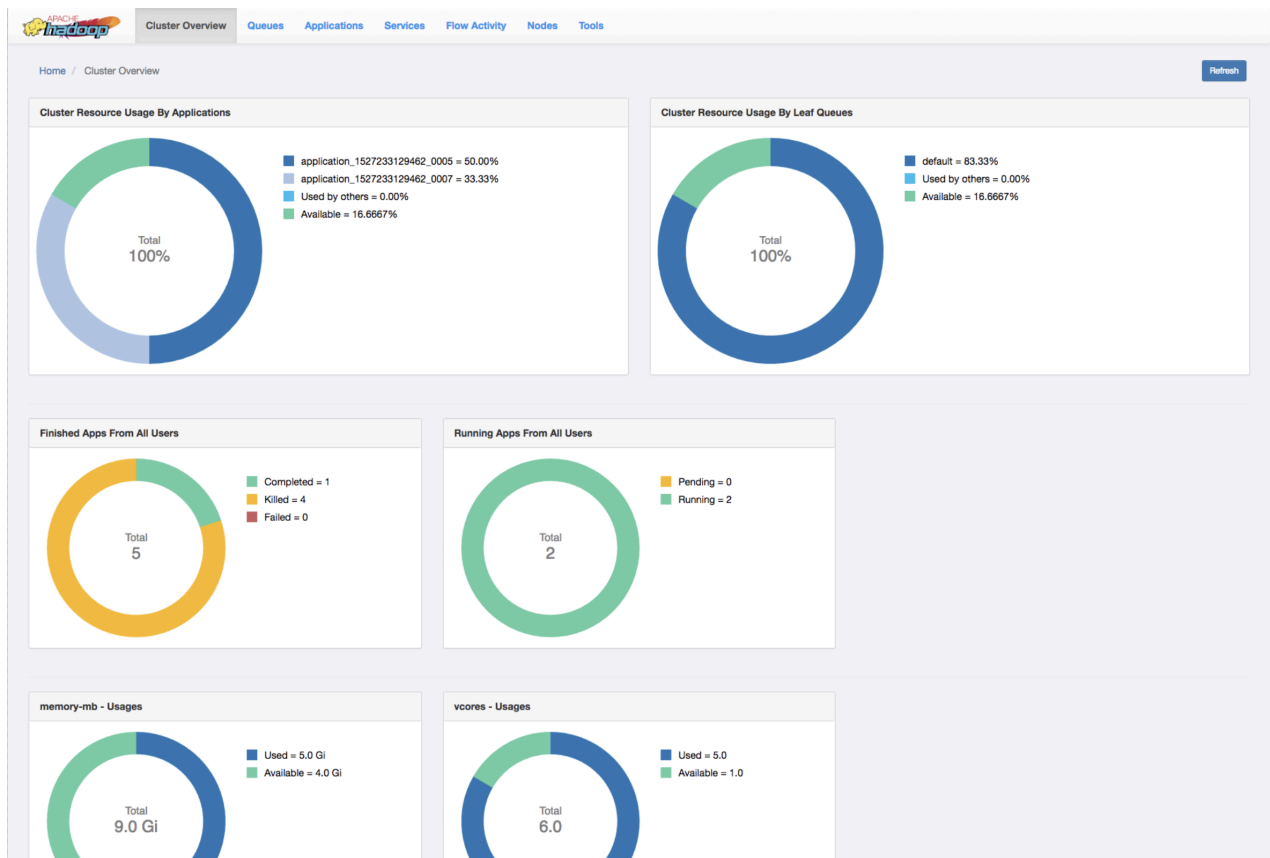 APACHE
hadoop
Cluster Overview Queues Applications Services Flow Activity Nodes Tools
Home / Cluster Overview
Refresh
Cluster Resource Usage By Applications
Total
100%
application_1527233129462_0005 = 50.00%
application_1527233129462_0007 = 33.33%
Used by others = 0.00%
Available = 16.6667%
Cluster Resource Usage By Leaf Queues
Total
100%
default = 83.33%
Used by others = 0.00%
Available = 16.6667%
Finished Apps From All Users
Total
5
Completed = 1
Killed = 4
Failed = 0
Running Apps From All Users
Total
2
Pending = 0
Running = 2
memory-mb - Usages
Total
9.0 Gi
Used = 5.0 Gi
Available = 4.0 Gi
vcores - Usages
Total
6.0
Used = 5.0
Available = 1.0